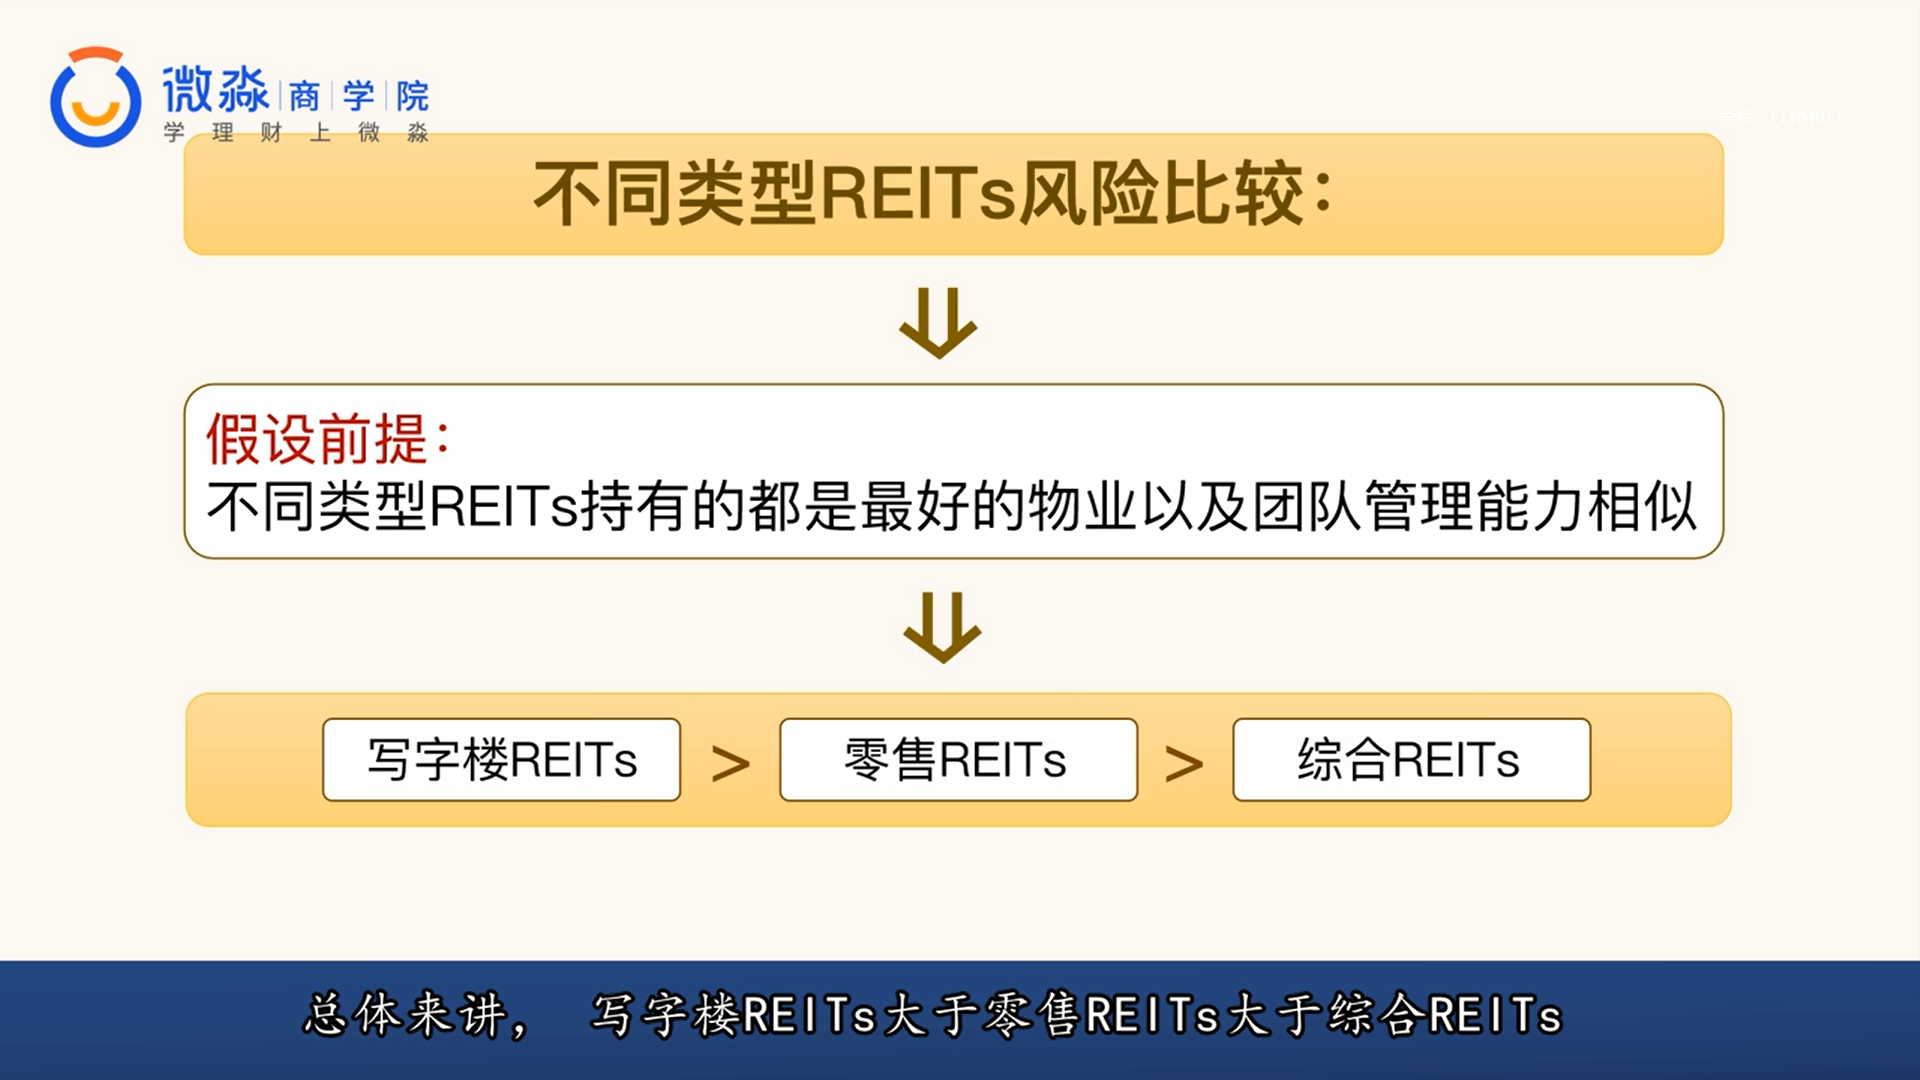 微淼 商 学 院
学理财上微淼
学号: 11184911
不同类型REITs风险比较：
假设前提：
不同类型REITs持有的都是最好的物业以及团队管理能力相似
写字楼REITs > 零售REITs > 综合REITs
总体来讲， 写字楼REITs大于零售REITs大于综合REITs